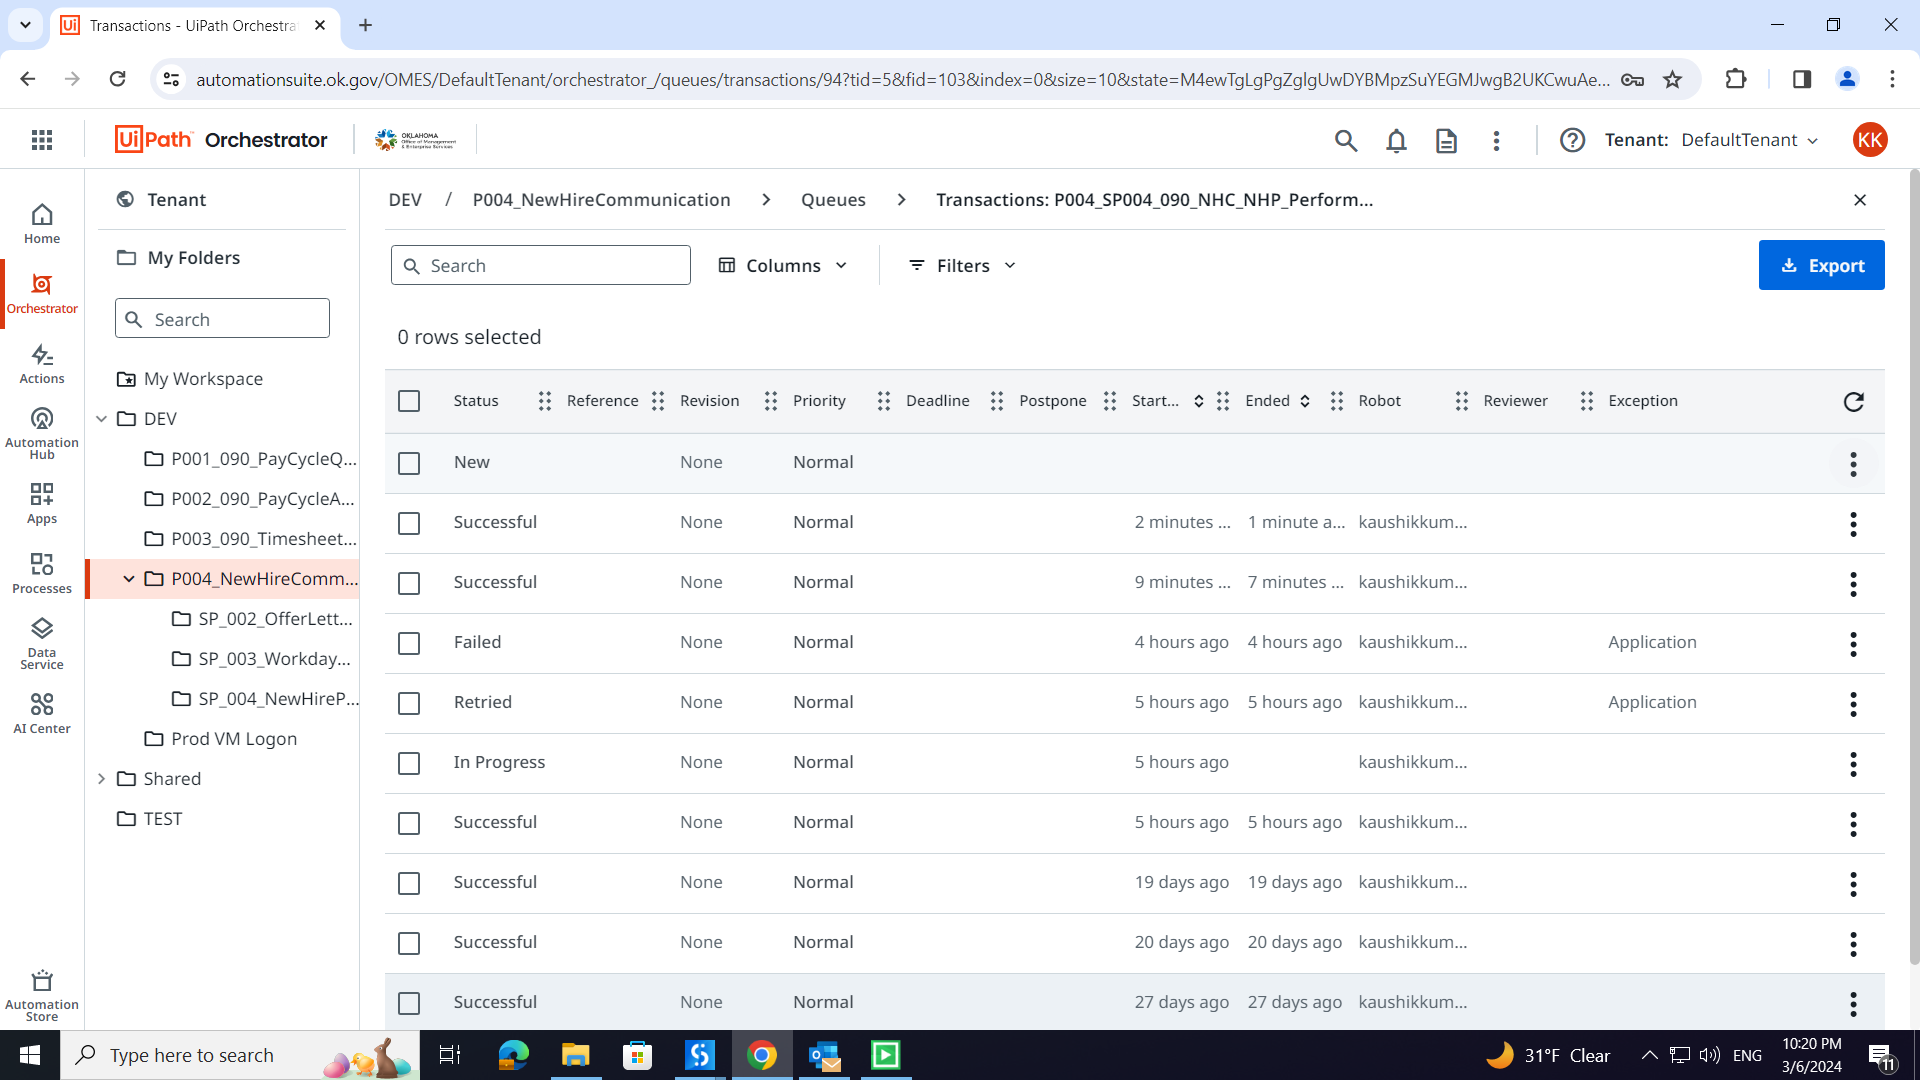 Transactions - UiPath Orchestra
automationsuite.ok.gov/OMES/DefaultTenant/orchestrator_/queues/transactions/94?tid=5&fid=103&index=0&size=10&state=M4ewTgLgPgZglgUwDYBMpzSuYEGMJwgB2UKCwuAe...
UiPath™ Orchestrator
OKLAHOMA
Office of Management
& Enterprise Services
Tenant: DefaultTenant
KK
Home
Orchestrator
Actions
Automation
Hub
Apps
Processes
Data
Service
AI Center
Automation
Store
Tenant
My Folders
Search
My Workspace
DEV
P001_090_PayCycleQ...
P002_090_PayCycleA...
P003_090_Timesheet...
P004_NewHireComm...
SP_002_OfferLett...
SP_003_Workday...
SP_004_NewHireP...
Prod VM Logon
Shared
TEST
DEV / P004_NewHireCommunication > Queues > Transactions: P004_SP004_090_NHC_NHP_Perform...
Search Columns Filters Export
0 rows selected
Status Reference Revision Priority Deadline Postpone Start... Ended Robot Reviewer Exception
New None Normal
Successful None Normal 2 minutes ... 1 minute a... kaushikkum...
Successful None Normal 9 minutes ... 7 minutes ... kaushikkum...
Failed None Normal 4 hours ago 4 hours ago kaushikkum... Application
Retried None Normal 5 hours ago 5 hours ago kaushikkum... Application
In Progress None Normal 5 hours ago kaushikkum...
Successful None Normal 5 hours ago 5 hours ago kaushikkum...
Successful None Normal 19 days ago 19 days ago kaushikkum...
Successful None Normal 20 days ago 20 days ago kaushikkum...
Successful None Normal 27 days ago 27 days ago kaushikkum...
Type here to search
31°F Clear
ENG
10:20 PM
3/6/2024
11